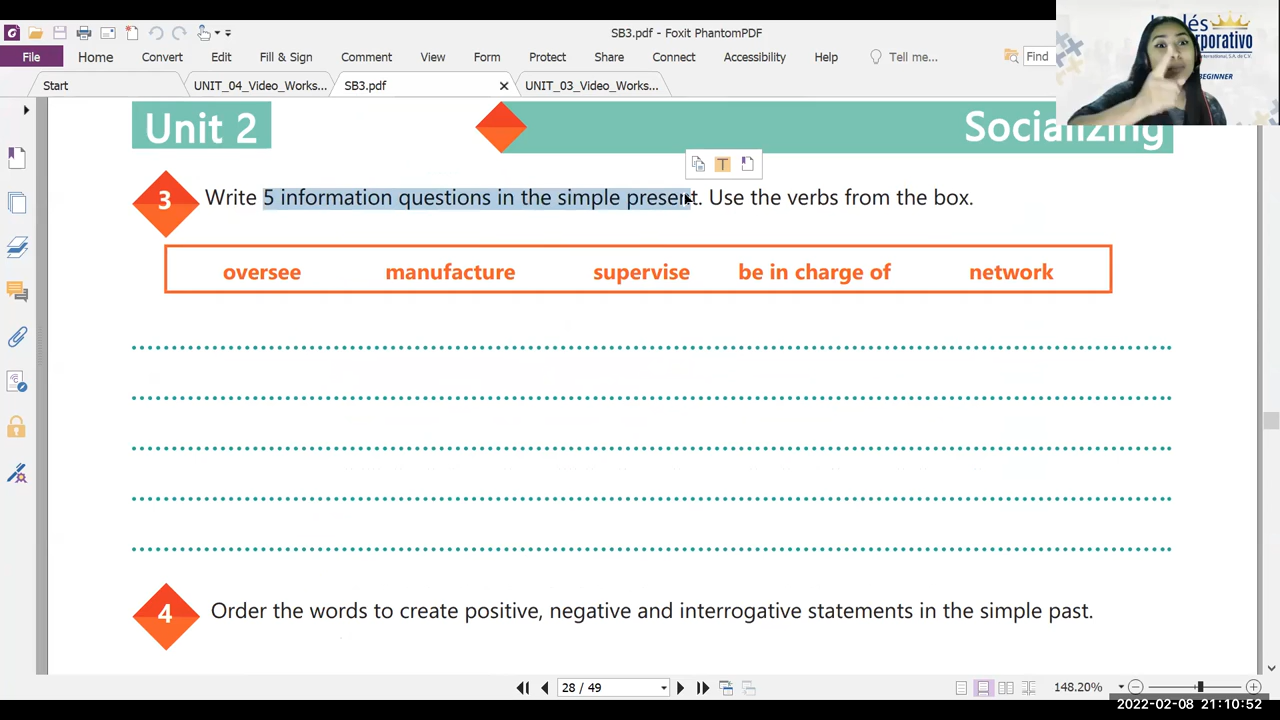 SB3.pdf - Foxit PhantomPDF
File Home Convert Fill & Sign Comment View Form Protect Share Connect Accessibility Help Tell me... Find
Start UNIT_04_Video_Works... SB3.pdf UNIT_03_Video_Works...
BEGINNER
Unit 2 Socializing
3 Write 5 information questions in the simple present. Use the verbs from the box.
oversee manufacture supervise be in charge of network
4 Order the words to create positive, negative and interrogative statements in the simple past.
28 / 49 148.20%
2022-02-08 21:10:52